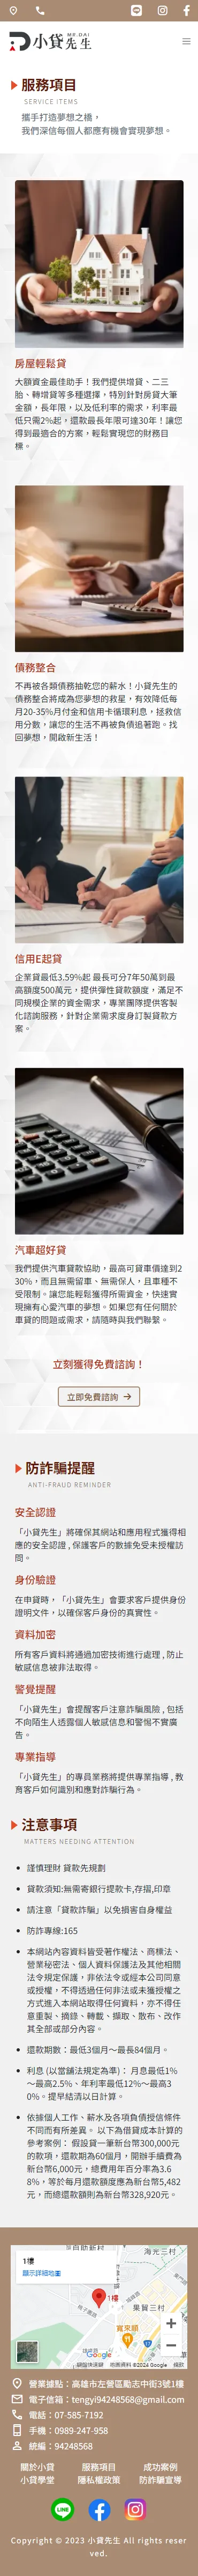 小貸先生
MR.DAI
服務項目
SERVICE ITEMS
攜手打造夢想之橋，
我們深信每個人都應有機會實現夢想。
房屋輕鬆貸
大額資金最佳助手！我們提供增貸、二三
胎、轉增貸等多種選擇，特別針對房貸大筆
金額，長年限，以及低利率的需求，利率最
低只需2%起，還款最長年限可達30年！讓您
得到最適合的方案，輕鬆實現您的財務目
標。
債務整合
不再被各類債務抽乾您的薪水！小貸先生的
債務整合將成為您夢想的救星，有效降低每
月20-35%月付金和信用卡循環利息，拯救信
用分數，讓您的生活不再被負債追著跑。找
回夢想，開啟新生活！
信用E起貸
企業貸最低3.59%起 最長可分7年50萬到最
高額度500萬元，提供彈性貸款額度，滿足不
同規模企業的資金需求，專業團隊提供客製
化諮詢服務，針對企業需求度身訂製貸款方
案。
汽車超好貸
我們提供汽車貸款協助，最高可貸車價達到2
30%，而且無需留車、無需保人，且車種不
受限制。讓您能輕鬆獲得所需資金，快速實
現擁有心愛汽車的夢想。如果您有任何關於
車貸的問題或需求，請隨時與我們聯繫。
立刻獲得免費諮詢！
立即免費諮詢 →
防詐騙提醒
ANTI-FRAUD REMINDER
安全認證
「小貸先生」將確保其網站和應用程式獲得相
應的安全認證 , 保護客戶的數據免受未授權訪
問。
身份驗證
在申貸時，「小貸先生」會要求客戶提供身份
證明文件，以確保客戶身份的真實性。
資料加密
所有客戶資料將通過加密技術進行處理 , 防止
敏感信息被非法取得。
警覺提醒
「小貸先生」會提醒客戶注意詐騙風險 , 包括
不向陌生人透露個人敏感信息和警惕不實廣
告。
專業指導
「小貸先生」的專員業務將提供專業指導 , 教
育客戶如何識別和應對詐騙行為。
注意事項
MATTERS NEEDING ATTENTION
謹慎理財 貸款先規劃
貸款須知:無需寄銀行提款卡,存摺,印章
請注意「貸款詐騙」以免損害自身權益
防詐專線:165
本網站內容資料皆受著作權法、商標法、
營業秘密法、個人資料保護法及其他相關
法令規定保護，非依法令或經本公司同意
或授權，不得透過任何非法或未獲授權之
方式進入本網站取得任何資料，亦不得任
意重製、摘錄、轉載、擷取、散布、改作
其全部或部分內容。
還款期數：最低3個月～最長84個月。
利息 (以當舖法規定為準)： 月息最低1%
～最高2.5%、年利率最低12%～最高3
0%。提早結清以日計算。
依據個人工作、薪水及各項負債授信條件
不同而有所差異。 以下為借貸成本計算的
參考案例： 假設貸一筆新台幣300,000元
的款項，還款期為60個月，開辦手續費為
新台幣6,000元，總費用年百分率為3.6
8%，等於每月還款額度應為新台幣5,482
元，而總還款額則為新台幣328,920元。
1樓
顯示詳細地圖
海光三村
1樓
果貿三村
Google
鍵盤快速鍵
地圖資料 ©2024 Google
條款
營業據點：高雄市左營區勵志中街3號1樓
電子信箱：tengyi94248568@gmail.com
電話：07-585-7192
手機：0989-247-958
統編：94248568
關於小貸 服務項目 成功案例
小貸學堂 隱私權政策 防詐騙宣導
Copyright © 2023 小貸先生 All rights reser
ved.